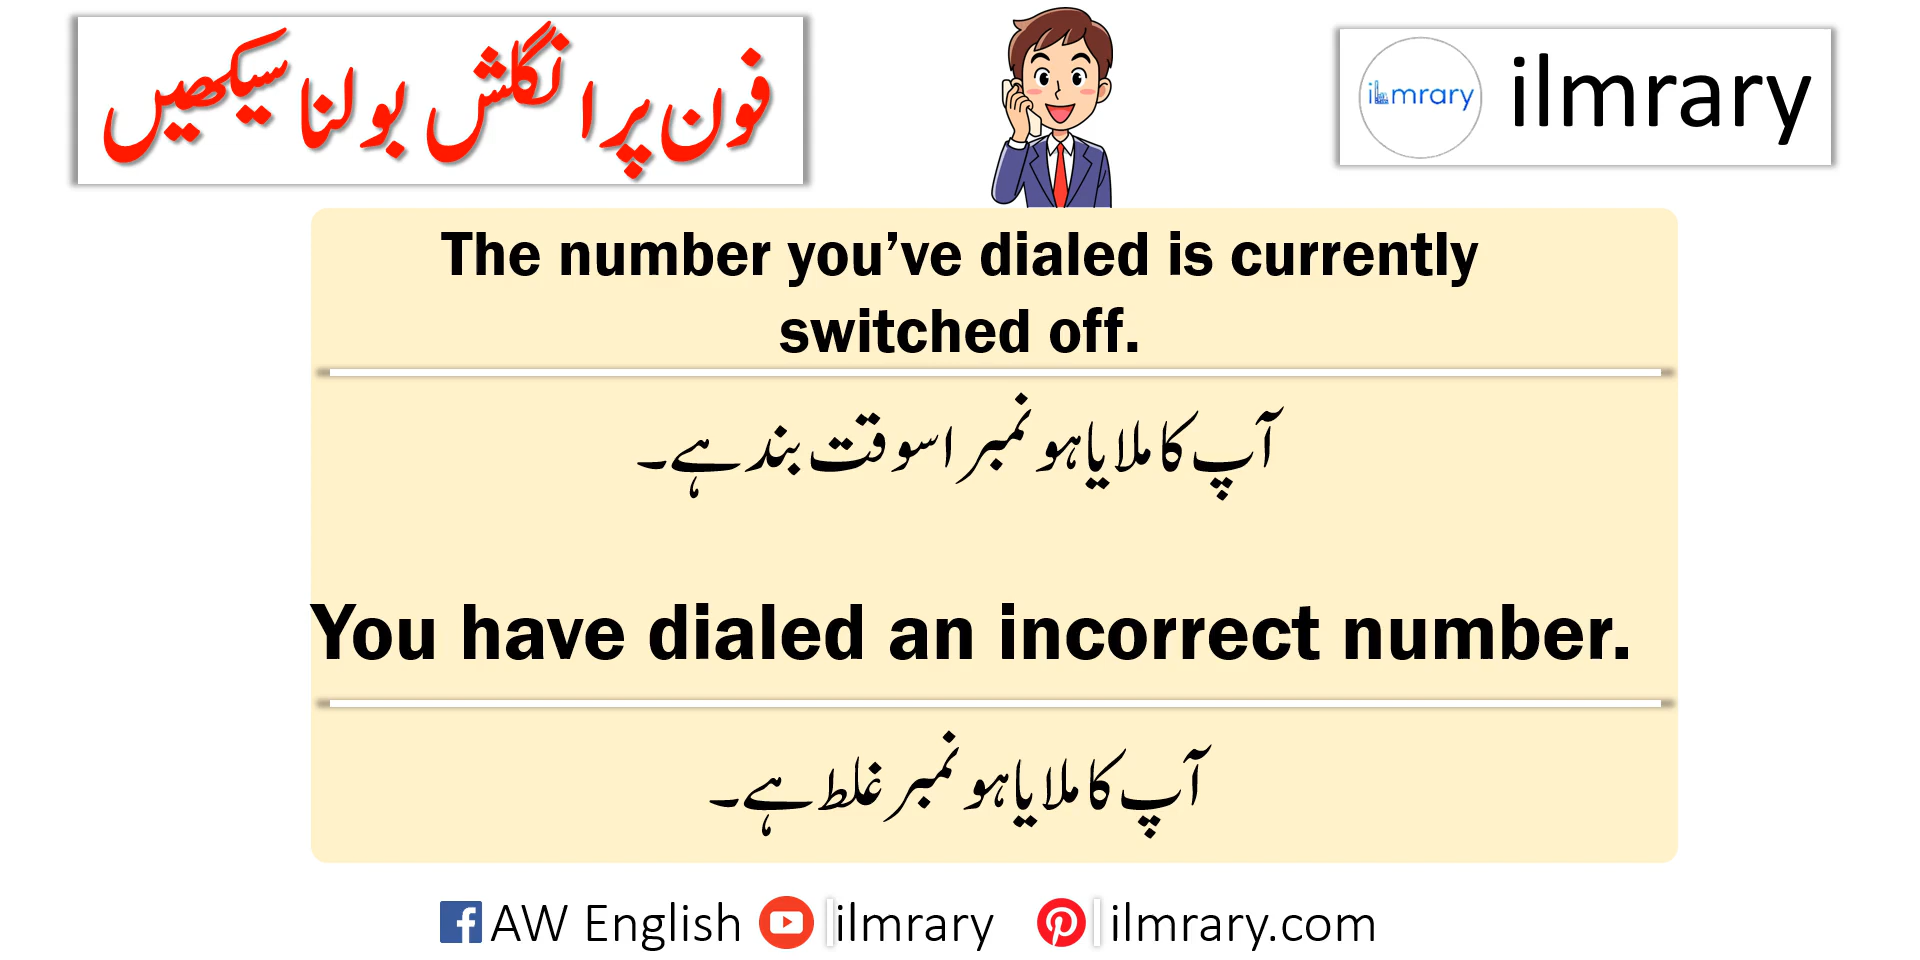 فون پر انگلش بولنا سیکھیں
ilmrary
ilmrary
The number you’ve dialed is currently
switched off.
آپ کا ملایا ہو نمبر اسوقت بند ہے۔
You have dialed an incorrect number.
آپ کا ملایا ہو نمبر غلط ہے۔
AW English ilmrary ilmrary.com